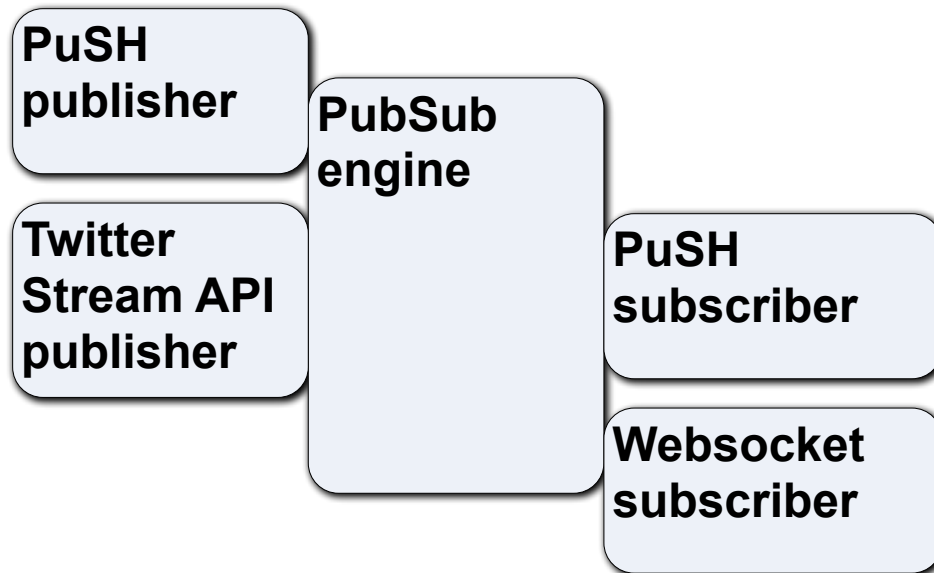 PuSH
publisher
PubSub
engine
Twitter
Stream API
publisher
PuSH
subscriber
Websocket
subscriber